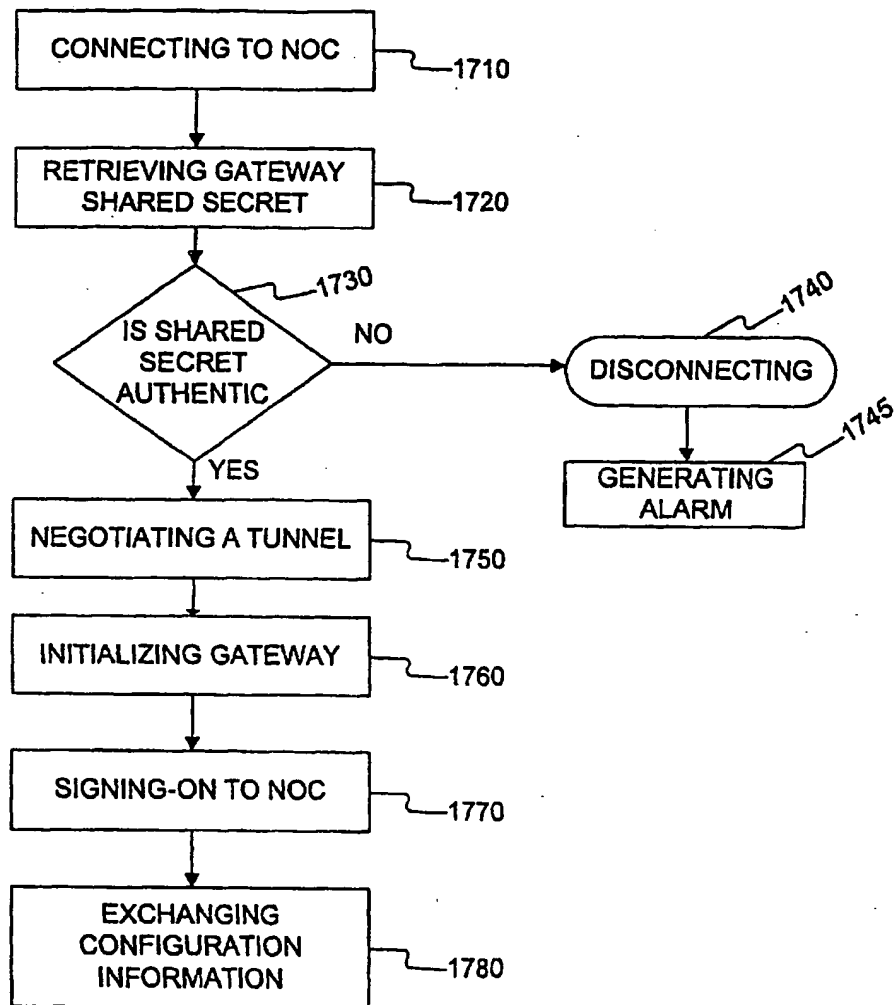 CONNECTING TO NOC
1710
RETRIEVING GATEWAY
SHARED SECRET
1720
1730
IS SHARED
SECRET
AUTHENTIC
NO
1740
DISCONNECTING
1745
GENERATING
ALARM
YES
NEGOTIATING A TUNNEL
1750
INITIALIZING GATEWAY
1760
SIGNING-ON TO NOC
1770
EXCHANGING
CONFIGURATION
INFORMATION
1780